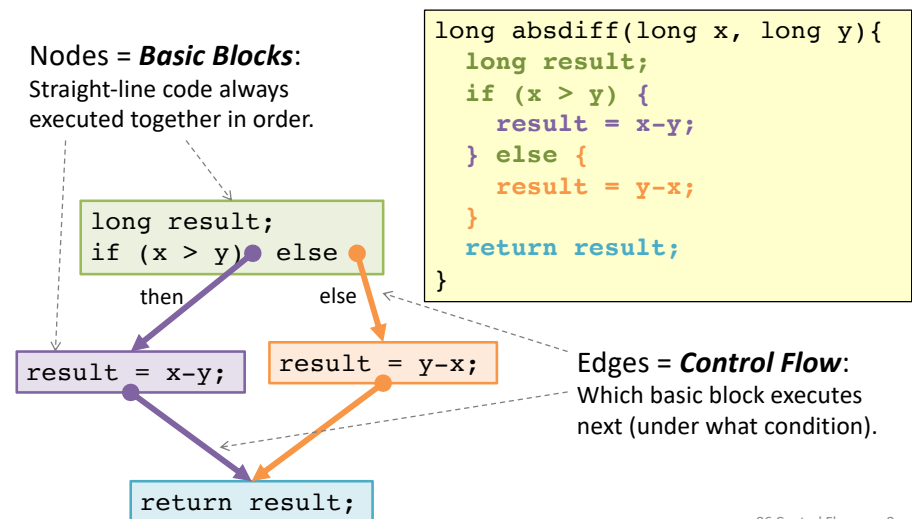 Nodes = Basic Blocks:
Straight-line code always
executed together in order.
long absdiff(long x, long y){
  long result;
  if (x > y) {
    result = x-y;
  } else {
    result = y-x;
  }
  return result;
}
long result;
if (x > y) else
then
else
result = x-y;
result = y-x;
Edges = Control Flow:
Which basic block executes
next (under what condition).
return result;